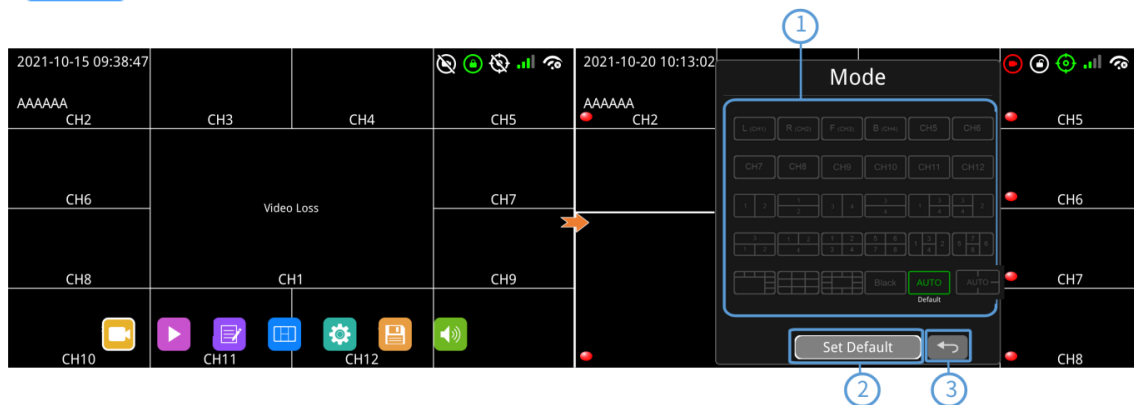 1
2021-10-15 09:38:47
2021-10-20 10:13:02
Mode
AAAAAA
AAAAAA
CH2
CH3
CH4
CH5
CH2
CH5
L (CH1) R (CH2) F (CH3) B (CH4) CH5 CH6
CH7 CH8 CH9 CH10 CH11 CH12
CH6
Video Loss
CH7
CH6
CH8
CH1
CH9
CH7
Black AUTO AUTO
Default
CH10
CH11
CH12
Set Default
CH8
2
3